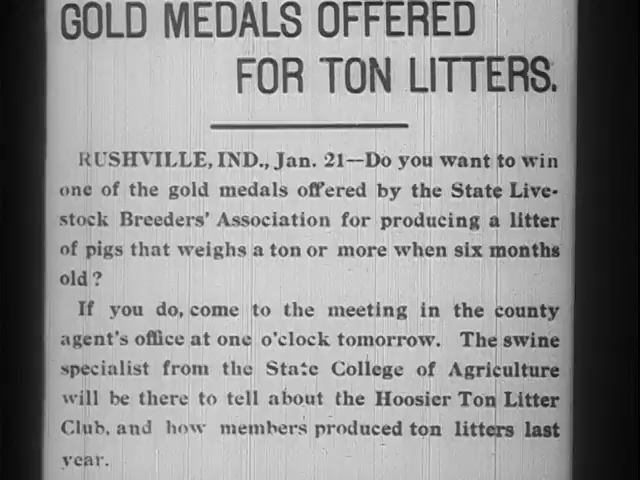 GOLD MEDALS OFFERED
FOR TON LITTERS.
RUSHVILLE, IND., Jan. 21—Do you want to win
one of the gold medals offered by the State Live-
stock Breeders' Association for producing a litter
of pigs that weighs a ton or more when six months
old?
If you do, come to the meeting in the county
agent's office at one o'clock tomorrow. The swine
specialist from the State College of Agriculture
will be there to tell about the Hoosier Ton Litter
Club, and how members produced ton litters last
year.